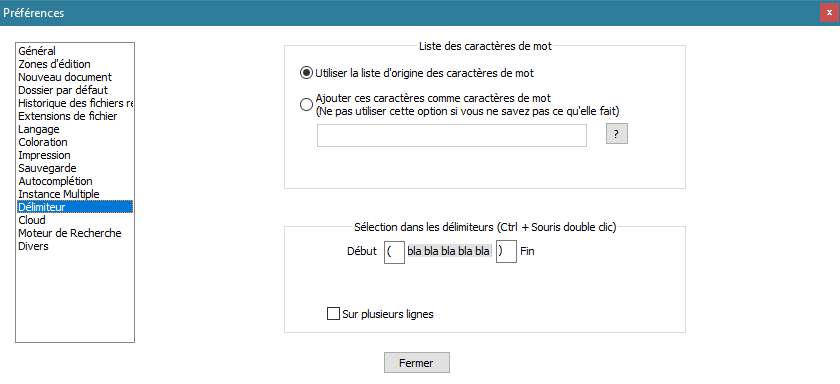 Préférences
x
Général
Zones d'édition
Nouveau document
Dossier par défaut
Historique des fichiers re
Extensions de fichier
Langage
Coloration
Impression
Sauvegarde
Autocomplétion
Instance Multiple
Délimiteur
Cloud
Moteur de Recherche
Divers
Liste des caractères de mot
Utiliser la liste d'origine des caractères de mot
Ajouter ces caractères comme caractères de mot
(Ne pas utiliser cette option si vous ne savez pas ce qu'elle fait)
?
Sélection dans les délimiteurs (Ctrl + Souris double clic)
Début ( bla bla bla bla bla ) Fin
Sur plusieurs lignes
Fermer